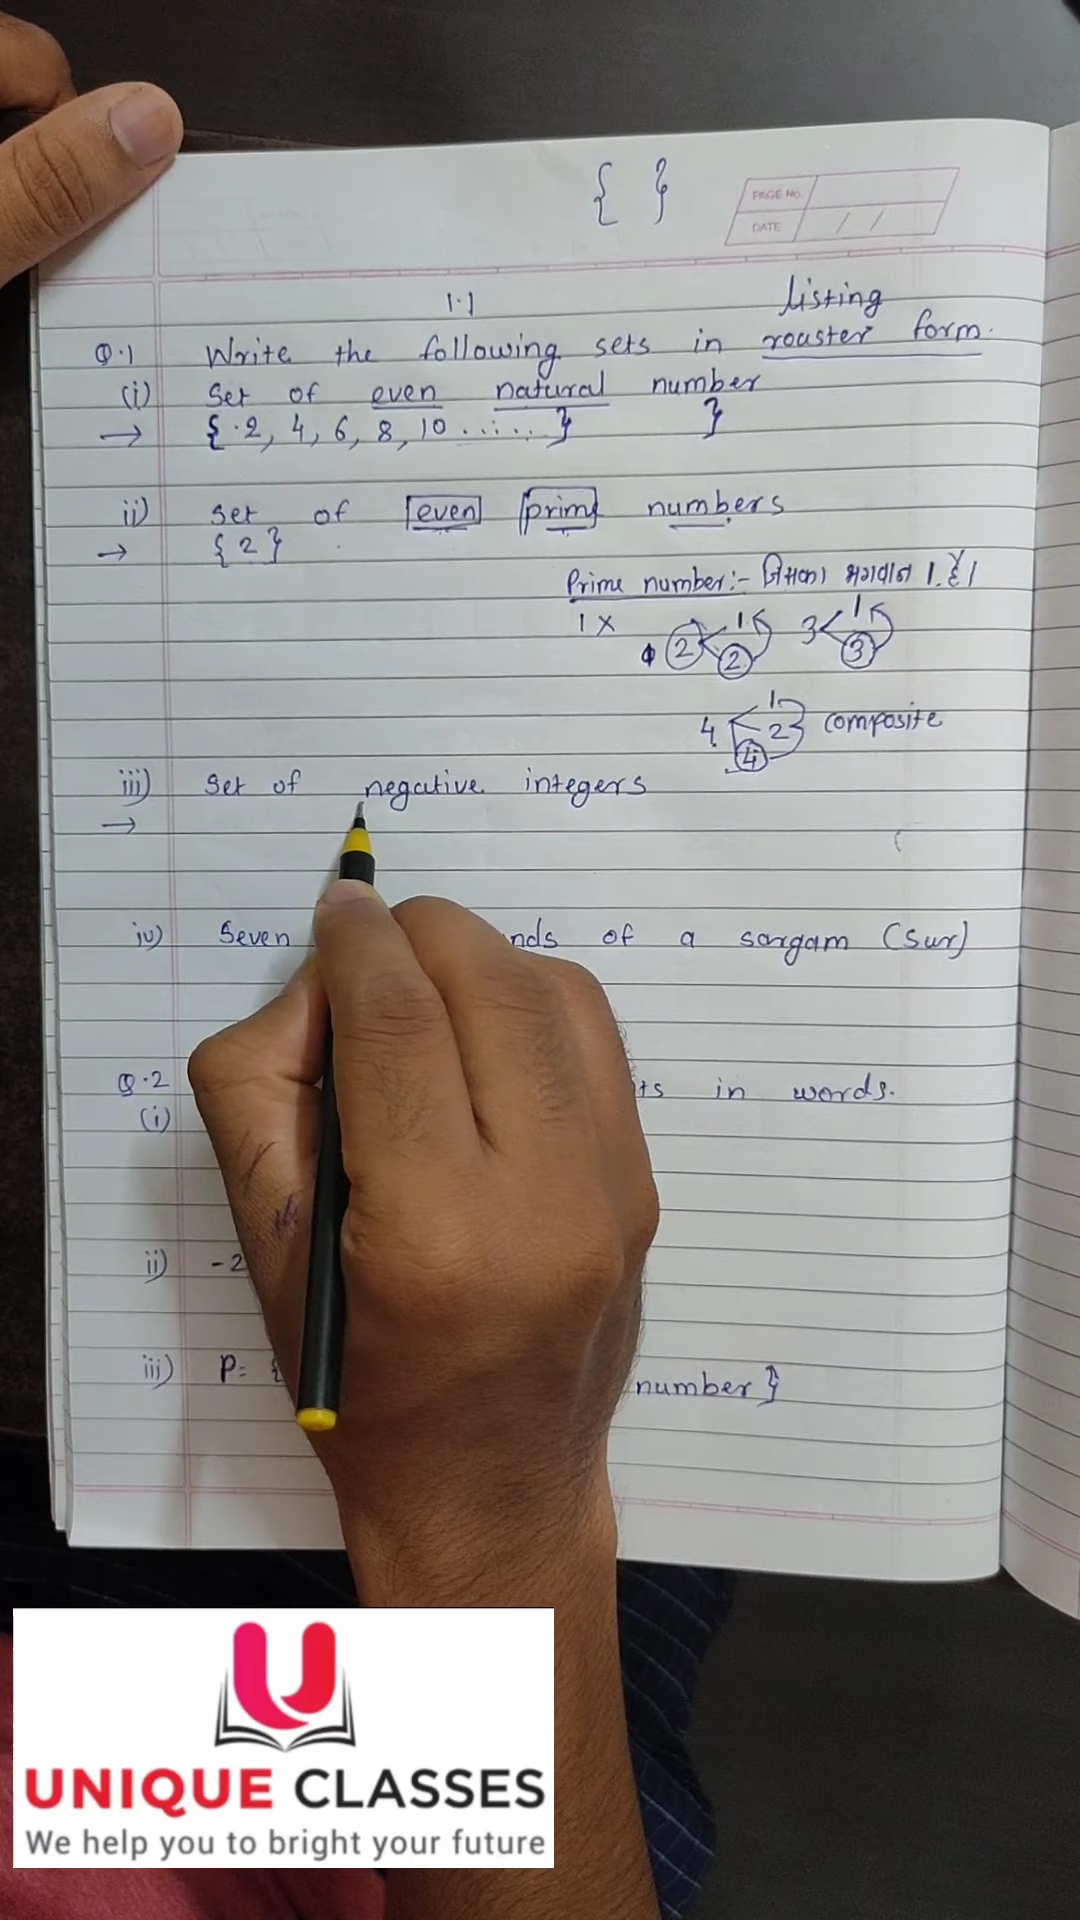 { }
PAGE No.
DATE / /
1.1 listing
Q.1 Write the following sets in rouster form.
(i) Set of even natural number
→ { 2, 4, 6, 8, 10 ...... } }
ii) set of even prime numbers
→ { 2 }
Prime number:- जिसका भगवान 1.
1 X 2 1 2 3 1 3
4 1 2 4 composite
iii) Set of negative integers
→
iv) Seven nds of a sargam (sur)
Q.2 ts in words.
(i)
ii) -2
iii) P= { number }
U
UNIQUE CLASSES
We help you to bright your future